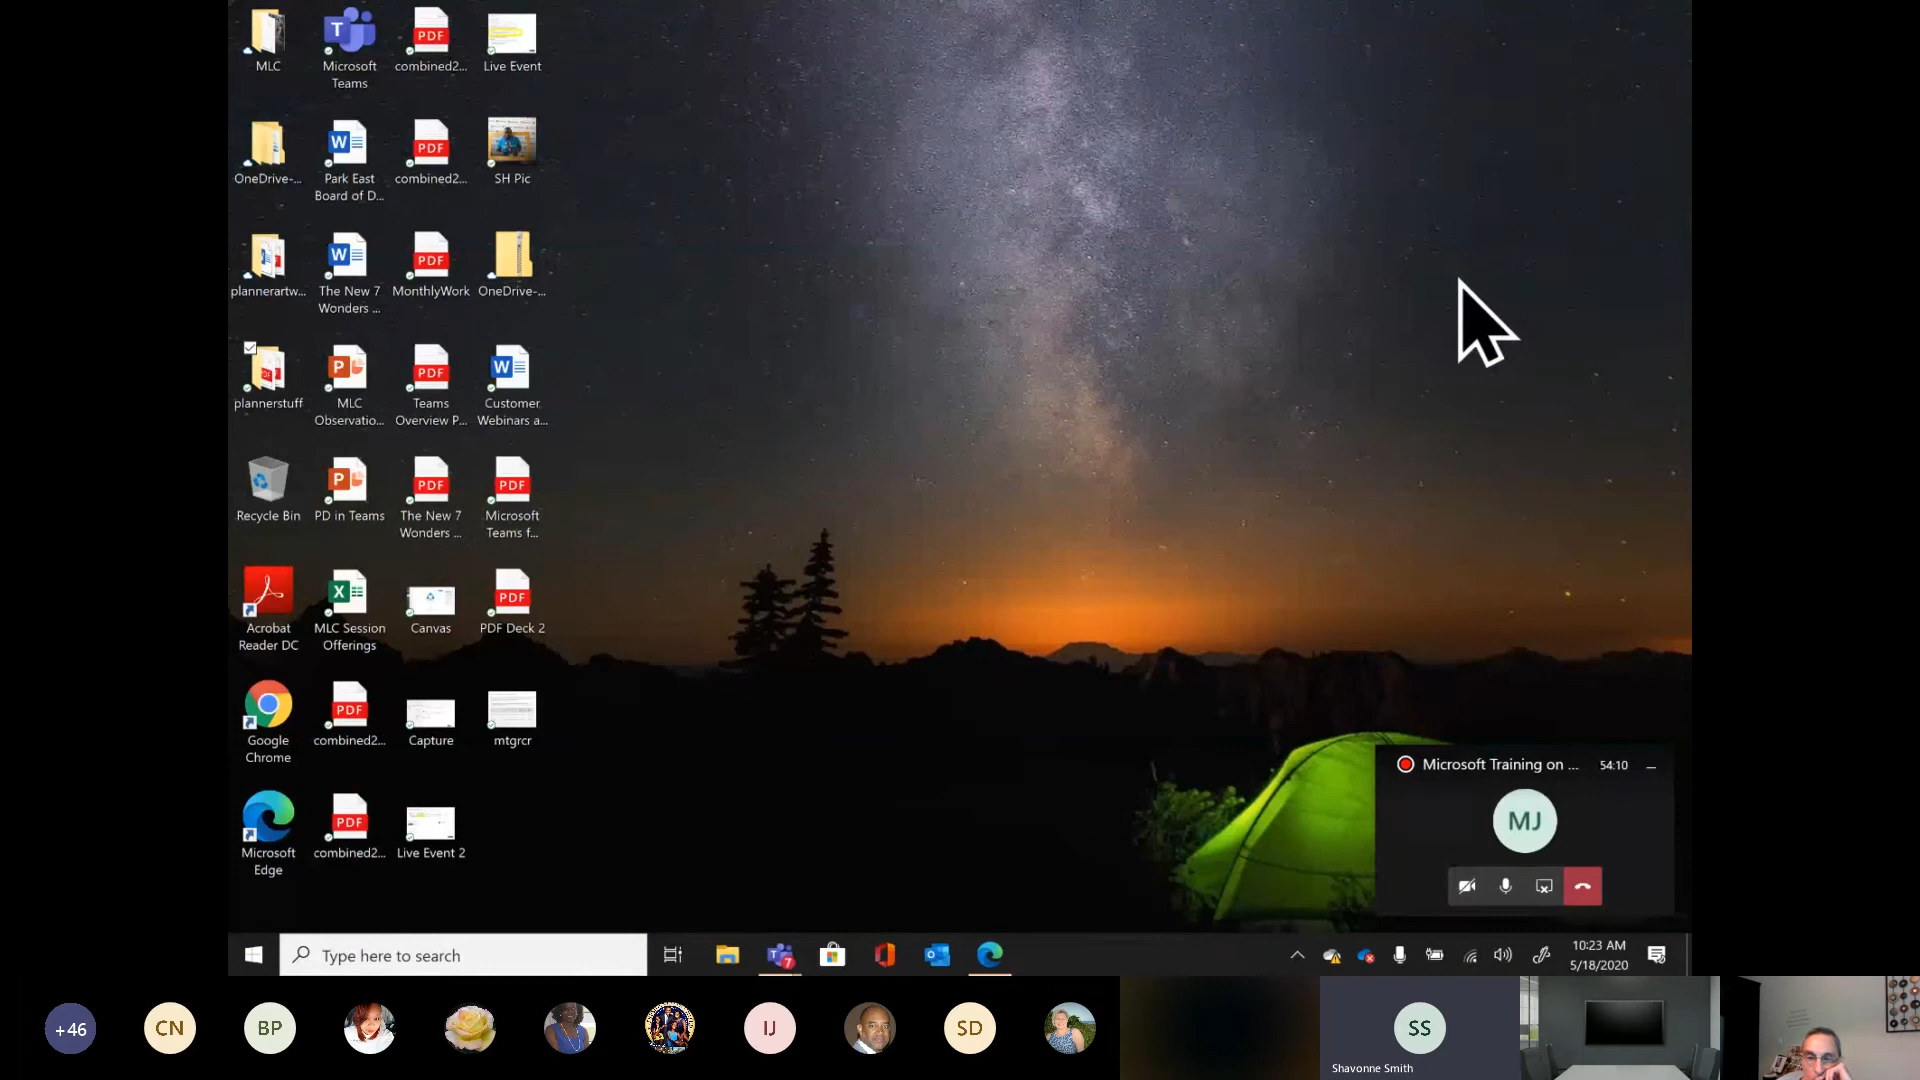 MLC
Microsoft
Teams
combined2...
Live Event
OneDrive-...
Park East
Board of D...
combined2...
SH Pic
plannerartw...
The New 7
Wonders ...
MonthlyWork
OneDrive-...
plannerstuff
MLC
Observatio...
Teams
Overview P...
Customer
Webinars a...
Recycle Bin
PD in Teams
The New 7
Wonders ...
Microsoft
Teams f...
Acrobat
Reader DC
MLC Session
Offerings
Canvas
PDF Deck 2
Google
Chrome
combined2...
Capture
mtgrcr
Microsoft
Edge
combined2...
Live Event 2
PDF
PDF
PDF
PDF
PDF
PDF
PDF
PDF
PDF
Microsoft Training on ... 54:10
MJ
Type here to search
7
10:23 AM
5/18/2020
+46
CN
BP
IJ
SD
SS
Shavonne Smith